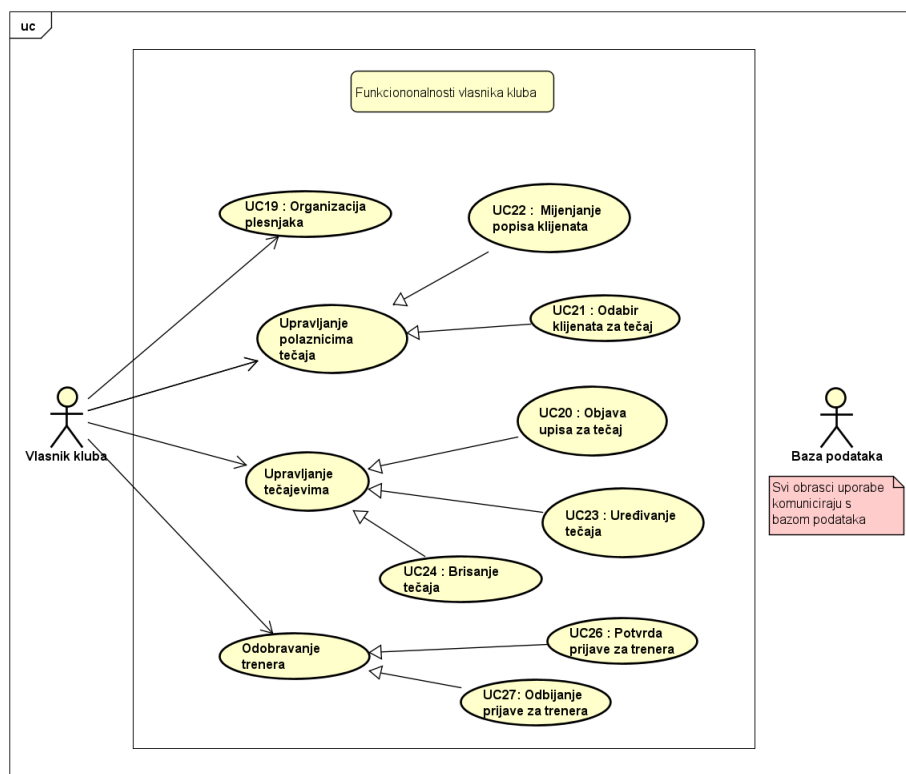 uc
Funkciononalnosti vlasnika kluba
UC19 : Organizacija
plesnjaka
UC22 :  Mijenjanje
popisa klijenata
Upravljanje
polaznicima
tečaja
UC21 : Odabir
klijenata za tečaj
UC20 : Objava
upisa za tečaj
Vlasnik kluba
Baza podataka
Upravljanje
tečajevima
Svi obrasci uporabe
komuniciraju s
bazom podataka
UC23 : Uređivanje
tečaja
UC24 : Brisanje
tečaja
Odobravanje
trenera
UC26 : Potvrda
prijave za trenera
UC27: Odbijanje
prijave za trenera